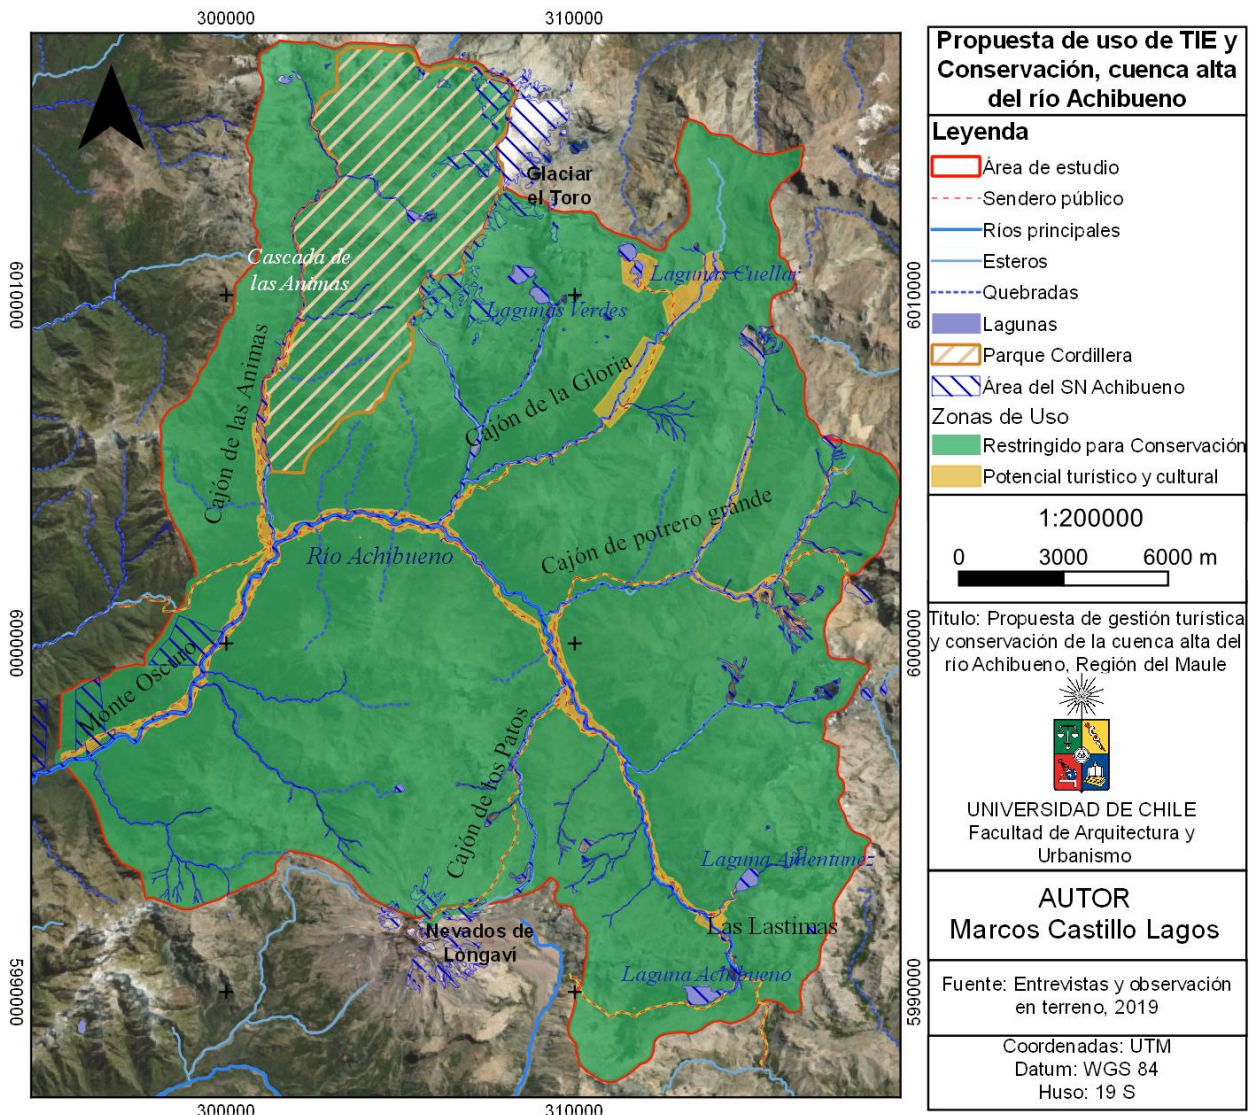 300000
310000
6010000
6000000
5990000
6010000
6000000
5990000
300000
310000
Glaciar
el Toro
Cascada de
las Animas
Lagunas Cuellar
Lagunas Verdes
Cajón de las Animas
Cajón de la Gloria
Cajón de potrero grande
Río Achibueno
Monte Oscuro
Cajón de los Patos
Laguna Aulentunez
Las Lastimas
Nevados de
Longaví
Laguna Achibueno
Propuesta de uso de TIE y
Conservación, cuenca alta
del río Achibueno
Leyenda
Área de estudio
Sendero público
Ríos principales
Esteros
Quebradas
Lagunas
Parque Cordillera
Área del SN Achibueno
Zonas de Uso
Restringido para Conservación
Potencial turístico y cultural
1:200000
0 3000 6000 m
Título: Propuesta de gestión turística
y conservación de la cuenca alta del
río Achibueno, Región del Maule
UNIVERSIDAD DE CHILE
Facultad de Arquitectura y
Urbanismo
AUTOR
Marcos Castillo Lagos
Fuente: Entrevistas y observación
en terreno, 2019
Coordenadas: UTM
Datum: WGS 84
Huso: 19 S